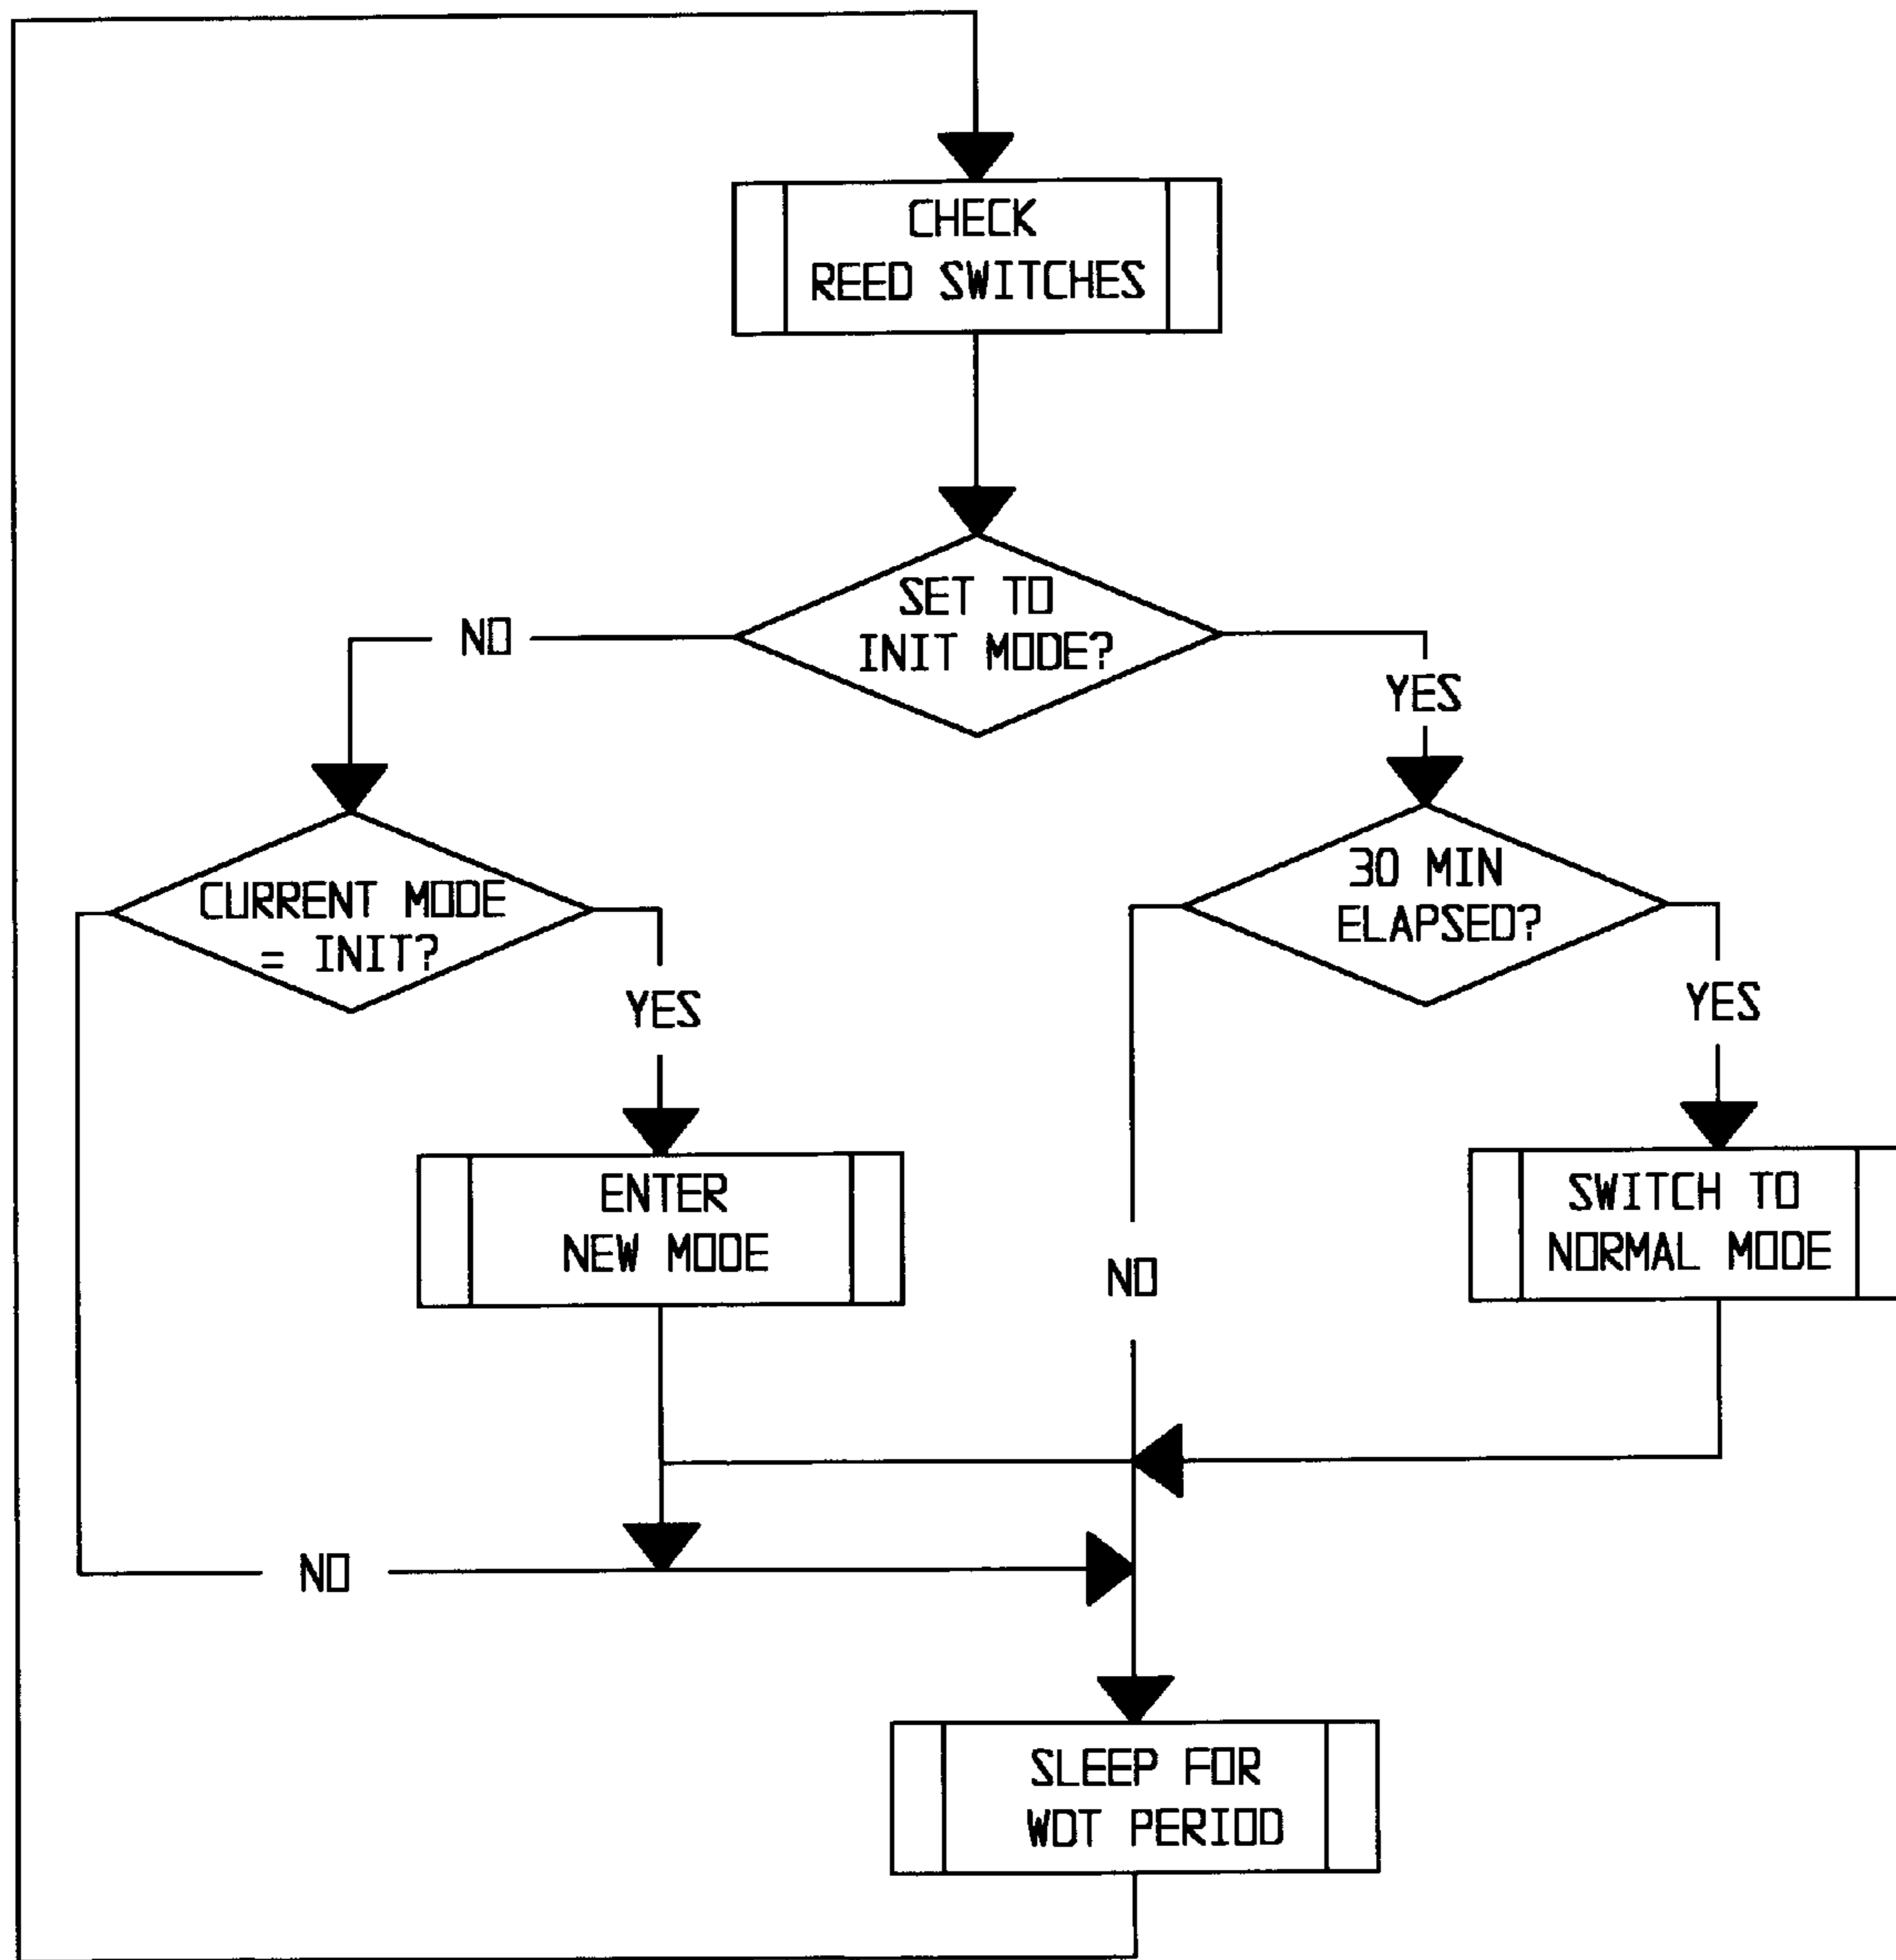 CHECK
REED SWITCHES
SET TO
INIT MODE?
NO
YES
CURRENT MODE
= INIT?
30 MIN
ELAPSED?
YES
YES
ENTER
NEW MODE
SWITCH TO
NORMAL MODE
NO
NO
SLEEP FOR
WDT PERIOD